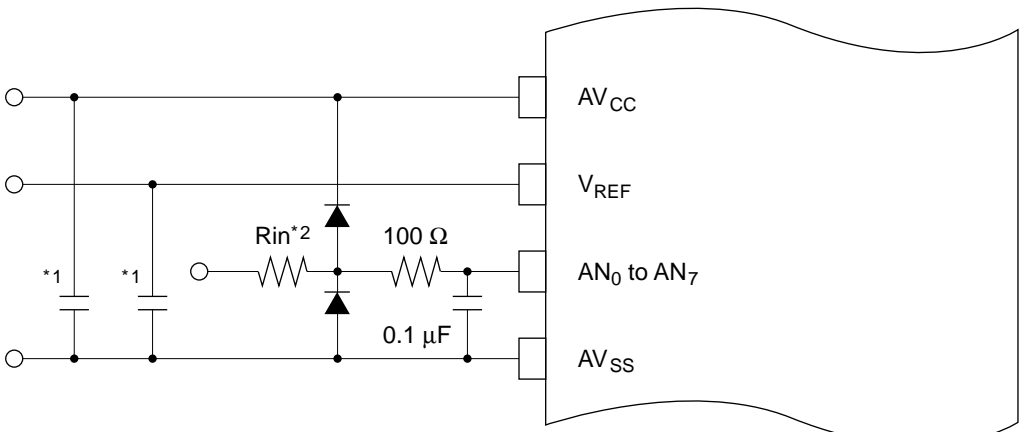 AVCC
VREF
Rin*2
100 Ω
*1
*1
AN0 to AN7
0.1 μF
AVSS